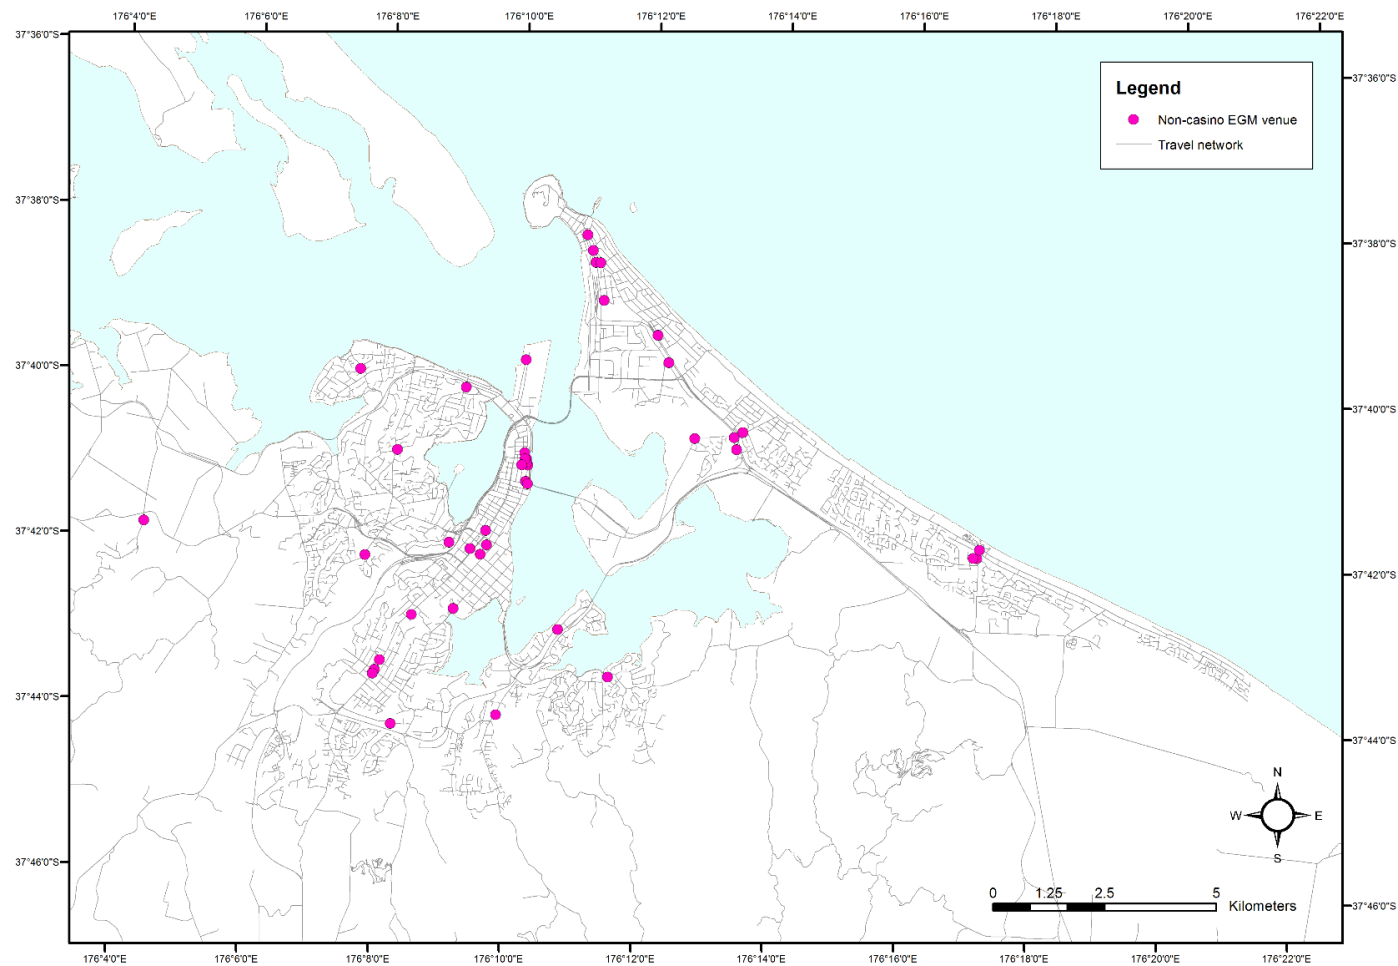 176°4'0"E 176°6'0"E 176°8'0"E 176°10'0"E 176°12'0"E 176°14'0"E 176°16'0"E 176°18'0"E 176°20'0"E 176°22'0"E
37°36'0"S
37°36'0"S
Legend
Non-casino EGM venue
Travel network
37°38'0"S
37°38'0"S
37°40'0"S
37°40'0"S
37°42'0"S
37°42'0"S
37°44'0"S
37°44'0"S
N
W E
S
37°46'0"S
0 1.25 2.5 5
Kilometers
37°46'0"S
176°4'0"E 176°6'0"E 176°8'0"E 176°10'0"E 176°12'0"E 176°14'0"E 176°16'0"E 176°18'0"E 176°20'0"E 176°22'0"E